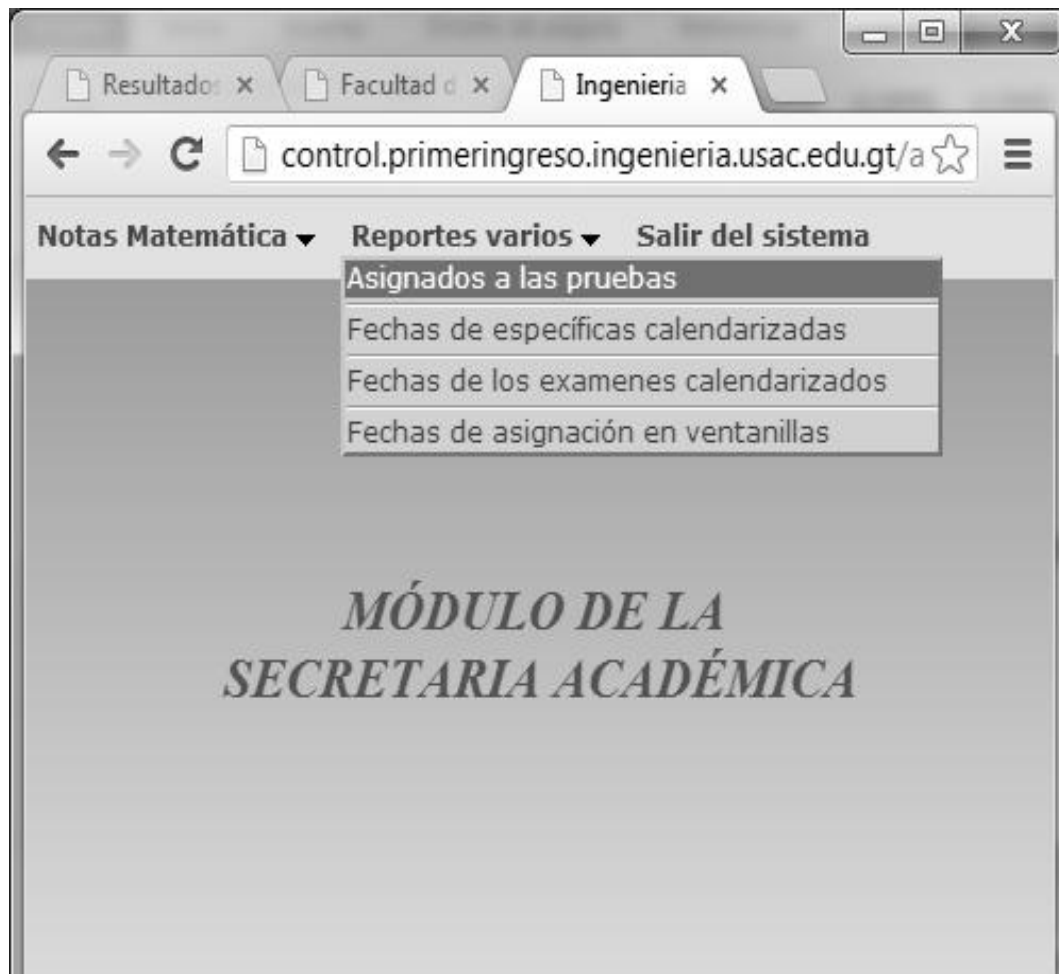 Resultados
Facultad d
Ingenieria
control.primeringreso.ingenieria.usac.edu.gt/a
Notas Matemática Reportes varios Salir del sistema
Asignados a las pruebas
Fechas de específicas calendarizadas
Fechas de los examenes calendarizados
Fechas de asignación en ventanillas
MÓDULO DE LA
SECRETARIA ACADÉMICA